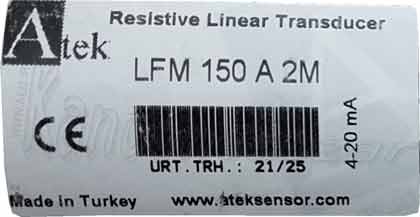 Atek
Resistive Linear Transducer
LFM 150 A 2M
CE
URT.TRH.: 21/25
4-20 mA
Made in Turkey
www.ateksensor.com